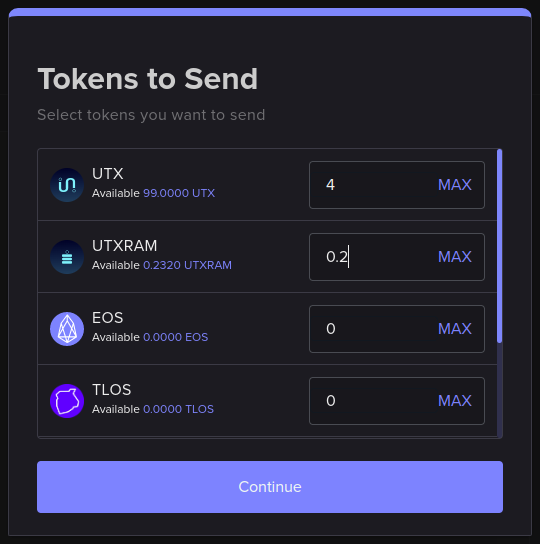 Tokens to Send
Select tokens you want to send
UTX
Available 99.0000 UTX
4 MAX
UTXRAM
Available 0.2320 UTXRAM
0.2 MAX
EOS
Available 0.0000 EOS
0 MAX
TLOS
Available 0.0000 TLOS
0 MAX
Continue